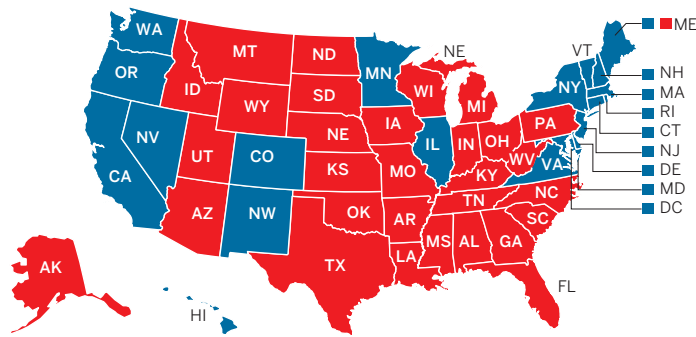 WA
MT
ND
MN
NE
VT
ME
OR
ID
WY
SD
WI
MI
NY
NH
MA
RI
CT
NJ
DE
MD
DC
NV
UT
CO
NE
IA
IL
IN
OH
PA
WV
VA
CA
KS
MO
KY
NC
AZ
NW
OK
TN
AR
SC
TX
LA
MS
AL
GA
AK
HI
FL